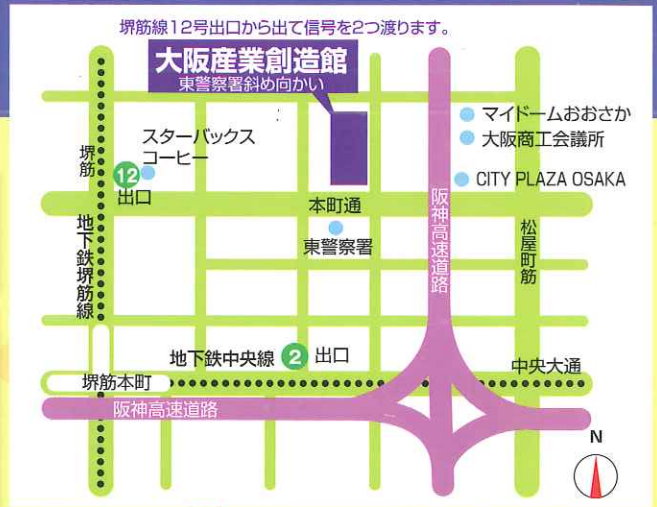 堺筋線12号出口から出て信号を2つ渡ります。
大阪産業創造館
東警察署斜め向かい
マイドームおおさか
大阪商工会議所
スターバックス
コーヒー
堺筋
12
出口
CITY PLAZA OSAKA
本町通
阪神高速道路
松屋町筋
東警察署
地下鉄堺筋線
地下鉄中央線
2
出口
中央大通
堺筋本町
阪神高速道路
N